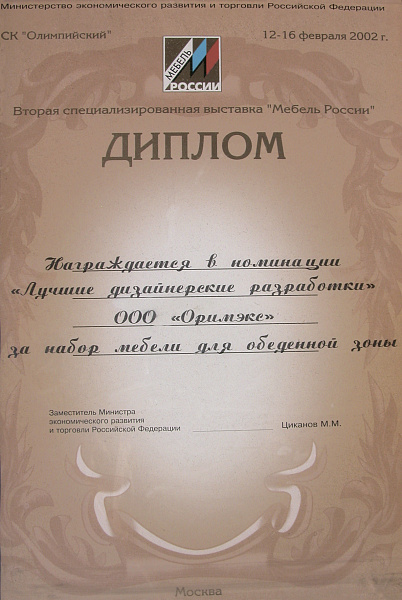 Министерство экономического развития и торговли Российской Федерации
СК "Олимпийский" 12-16 февраля 2002 г.
МЕБЕЛЬ
РОССИИ
Вторая специализированная выставка "Мебель России"
ДИПЛОМ
Награждается в номинации
«Лучшие дизайнерские разработки»
ООО «Оримэкс»
за набор мебели для обеденной зоны
Заместитель Министра
экономического развития
и торговли Российской Федерации Циканов М.М.
Москва